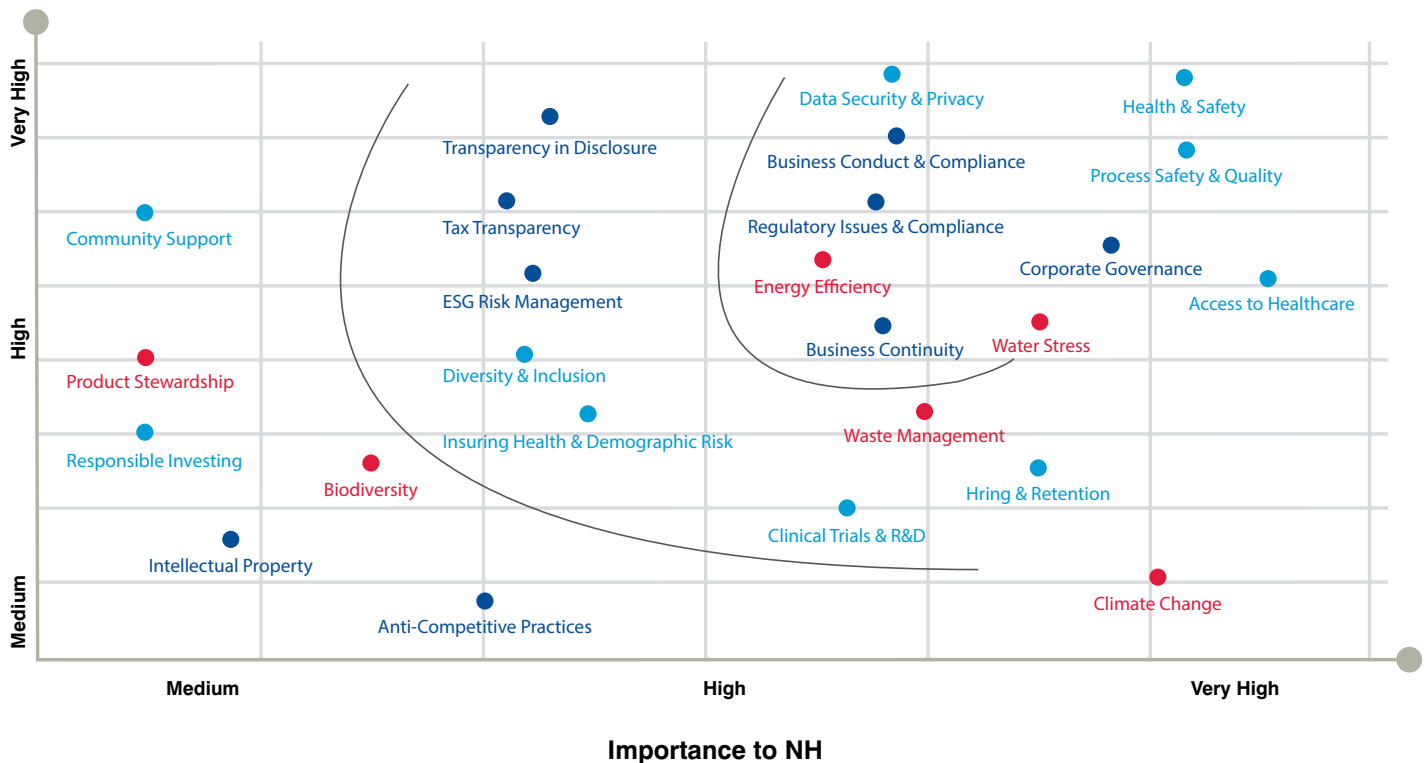 Very High
High
Medium
Data Security & Privacy
Health & Safety
Transparency in Disclosure
Business Conduct & Compliance
Process Safety & Quality
Community Support
Tax Transparency
Regulatory Issues & Compliance
Corporate Governance
Energy Efficiency
ESG Risk Management
Access to Healthcare
Business Continuity
Water Stress
Product Stewardship
Diversity & Inclusion
Waste Management
Insuring Health & Demographic Risk
Responsible Investing
Biodiversity
Hring & Retention
Clinical Trials & R&D
Intellectual Property
Climate Change
Anti-Competitive Practices
Medium
High
Very High
Importance to NH